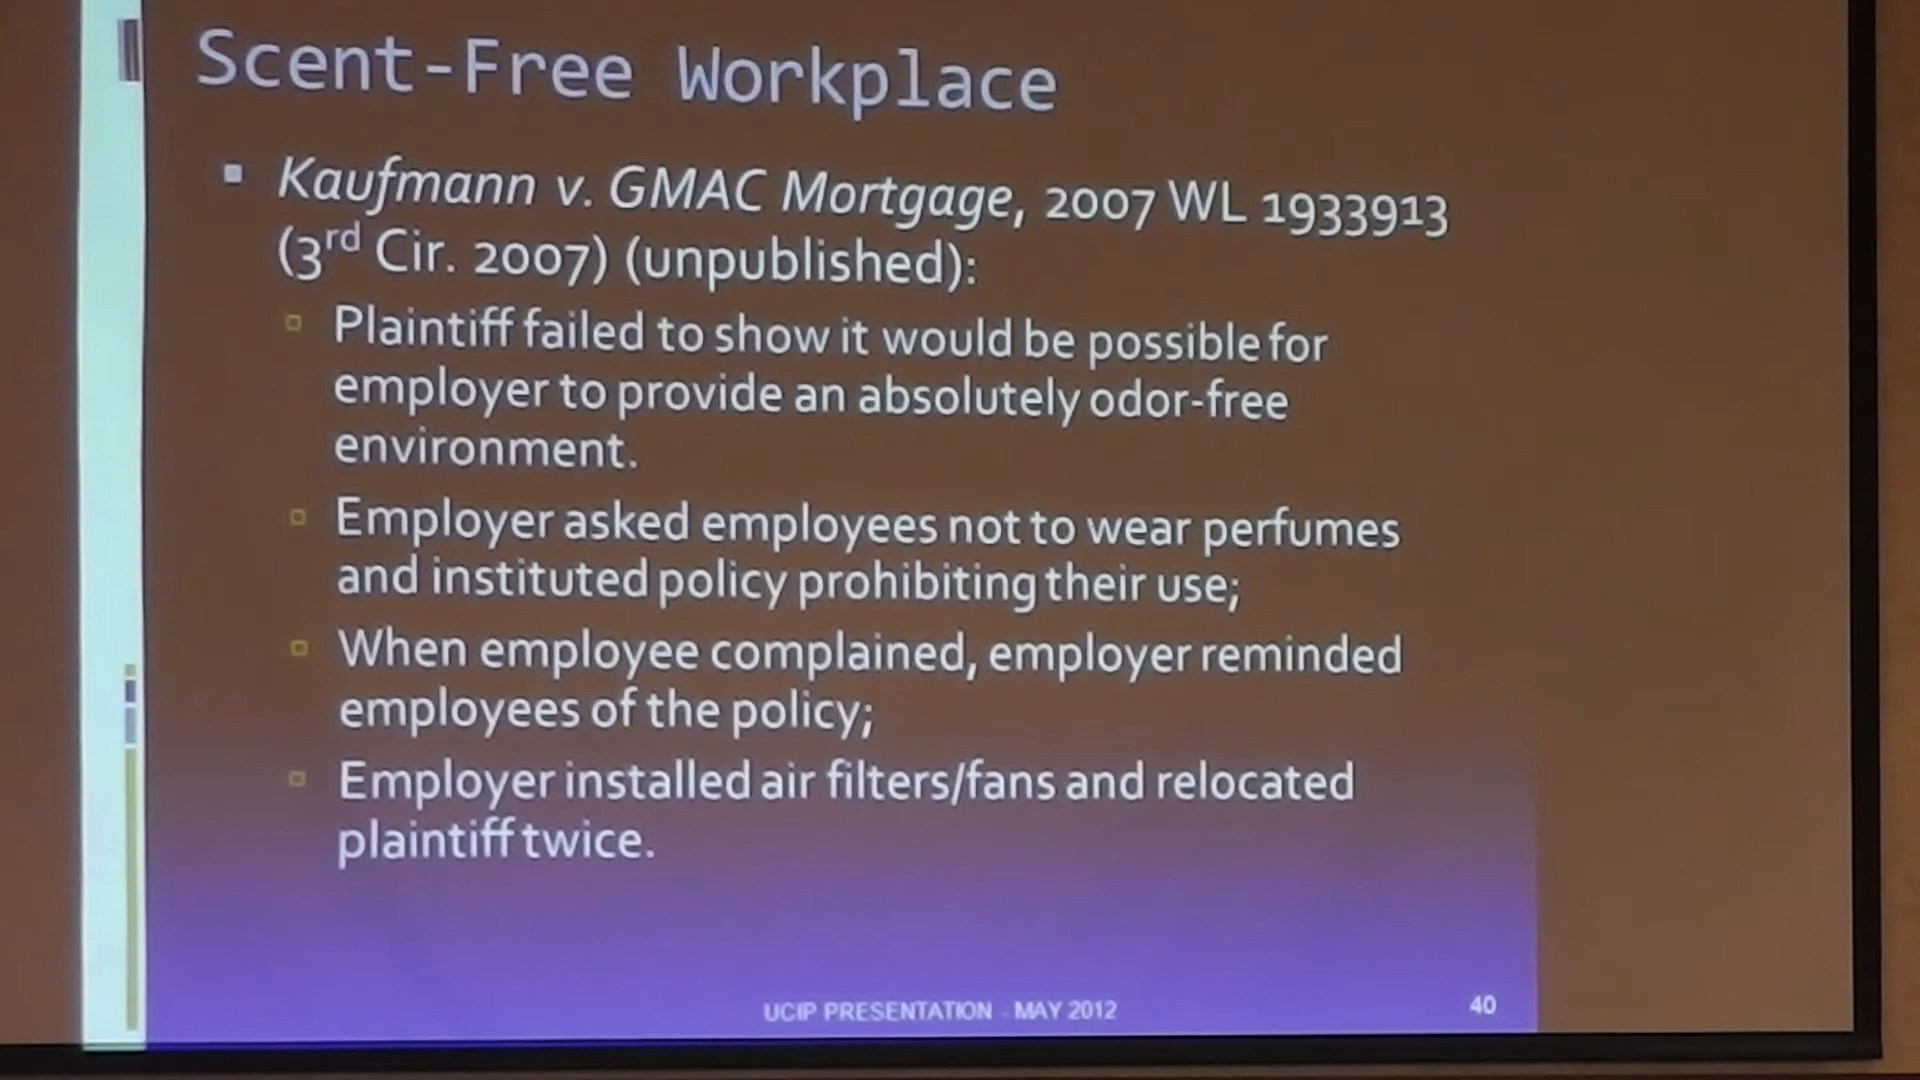 Scent-Free Workplace
Kaufmann v. GMAC Mortgage, 2007 WL 1933913
(3rd Cir. 2007) (unpublished):
Plaintiff failed to show it would be possible for
employer to provide an absolutely odor-free
environment.
Employer asked employees not to wear perfumes
and instituted policy prohibiting their use;
When employee complained, employer reminded
employees of the policy;
Employer installed air filters/fans and relocated
plaintiff twice.
UCIP PRESENTATION - MAY 2012
40